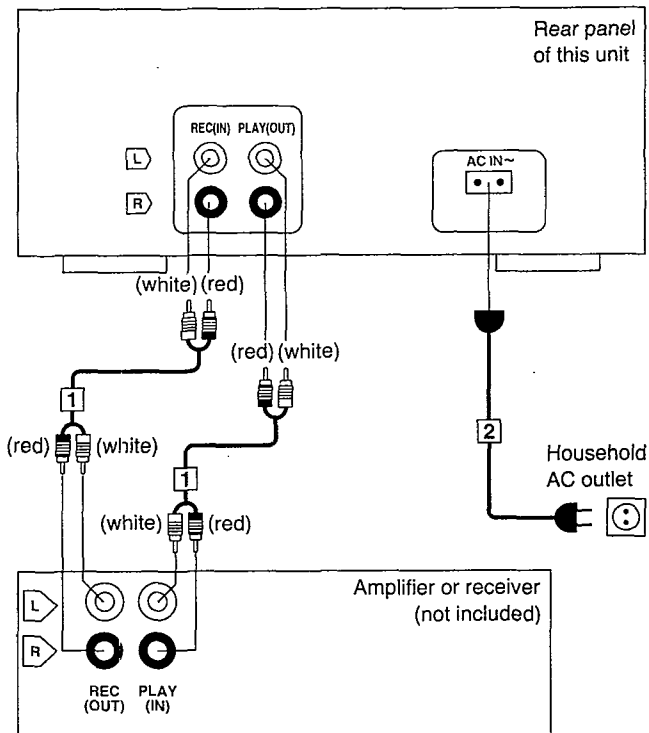 Rear panel
of this unit
REC(IN) PLAY(OUT)
L
R
AC IN~
(white) (red)
(red) (white)
1
2
(red) (white)
Household
AC outlet
1
(white) (red)
Amplifier or receiver
(not included)
L
R
REC
(OUT)
PLAY
(IN)